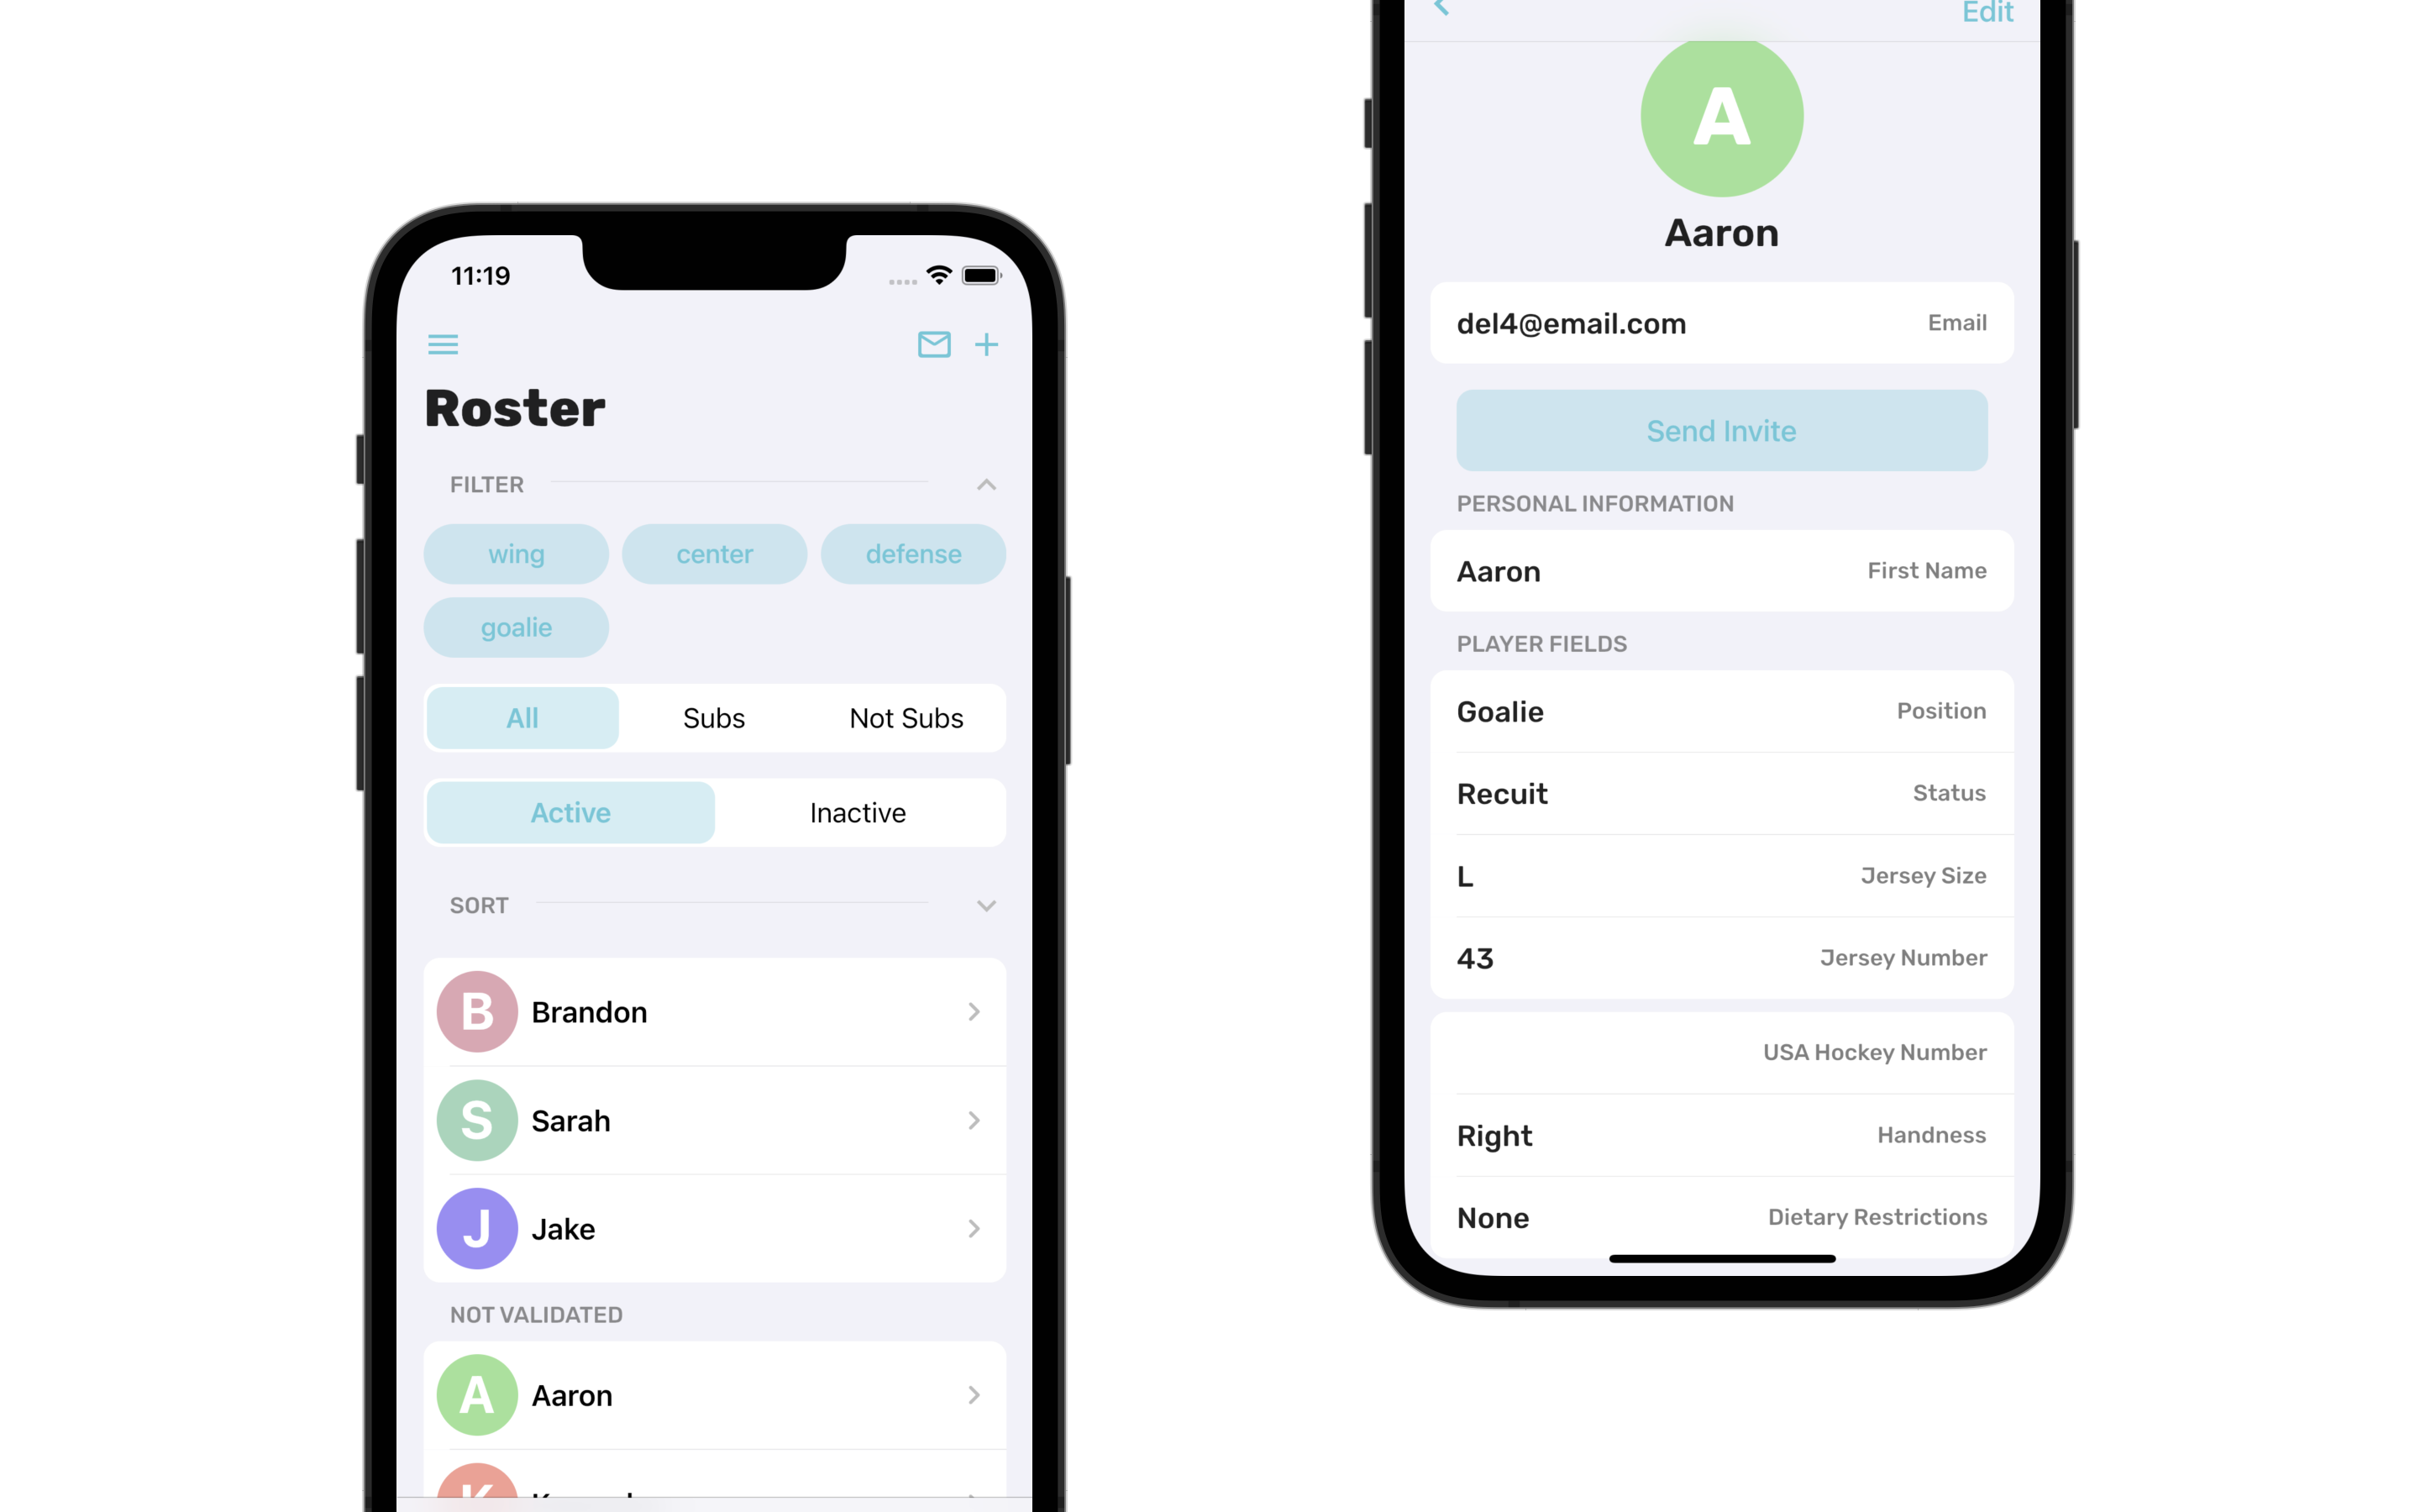 11:19
Roster
FILTER
wing center defense
goalie
All Subs Not Subs
Active Inactive
SORT
B Brandon
S Sarah
J Jake
NOT VALIDATED
A Aaron
K
Edit
A
Aaron
del4@email.com Email
Send Invite
PERSONAL INFORMATION
Aaron First Name
PLAYER FIELDS
Goalie Position
Recuit Status
L Jersey Size
43 Jersey Number
USA Hockey Number
Right Handness
None Dietary Restrictions